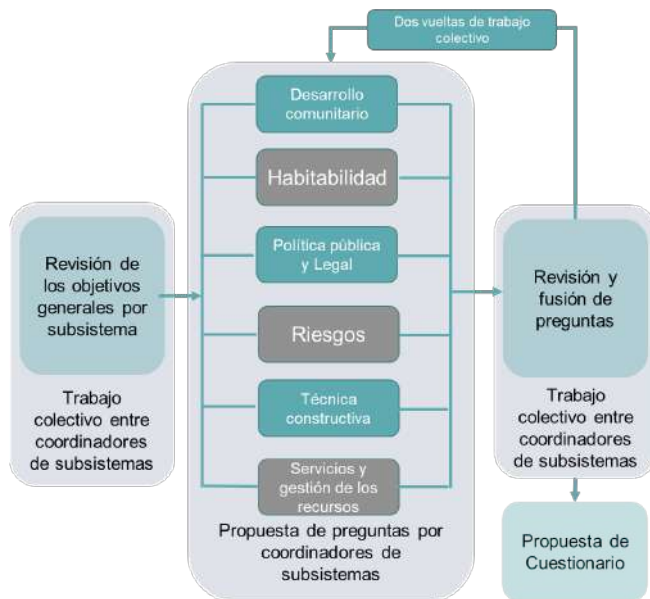 Dos vueltas de trabajo
colectivo
Desarrollo
comunitario
Habitabilidad
Política pública
y Legal
Riesgos
Técnica
constructiva
Servicios y
gestión de los
recursos
Propuesta de preguntas por
coordinadores de
subsistemas
Revisión de
los objetivos
generales por
subsistema
Trabajo
colectivo entre
coordinadores
de subsistemas
Revisión y
fusión de
preguntas
Trabajo
colectivo entre
coordinadores
de subsistemas
Propuesta de
Cuestionario